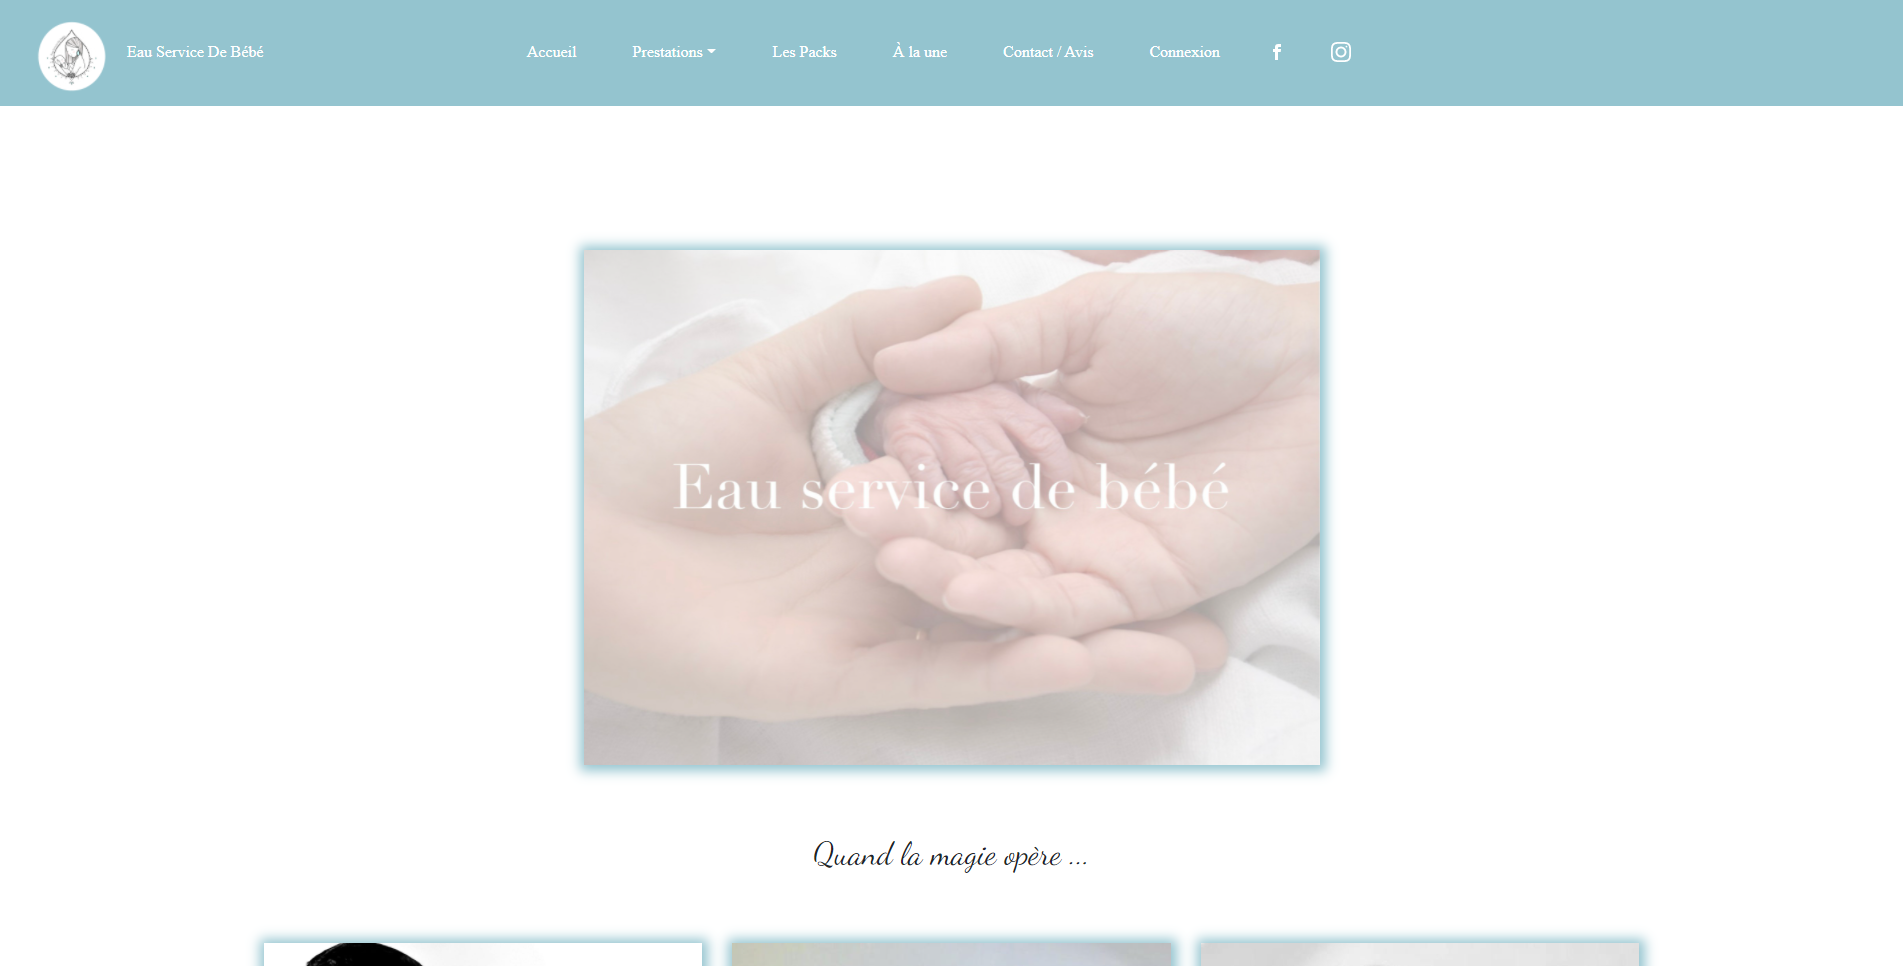 Eau Service De Bébé
Accueil
Prestations
Les Packs
À la une
Contact / Avis
Connexion
Eau service de bébé
Quand la magie opère ...